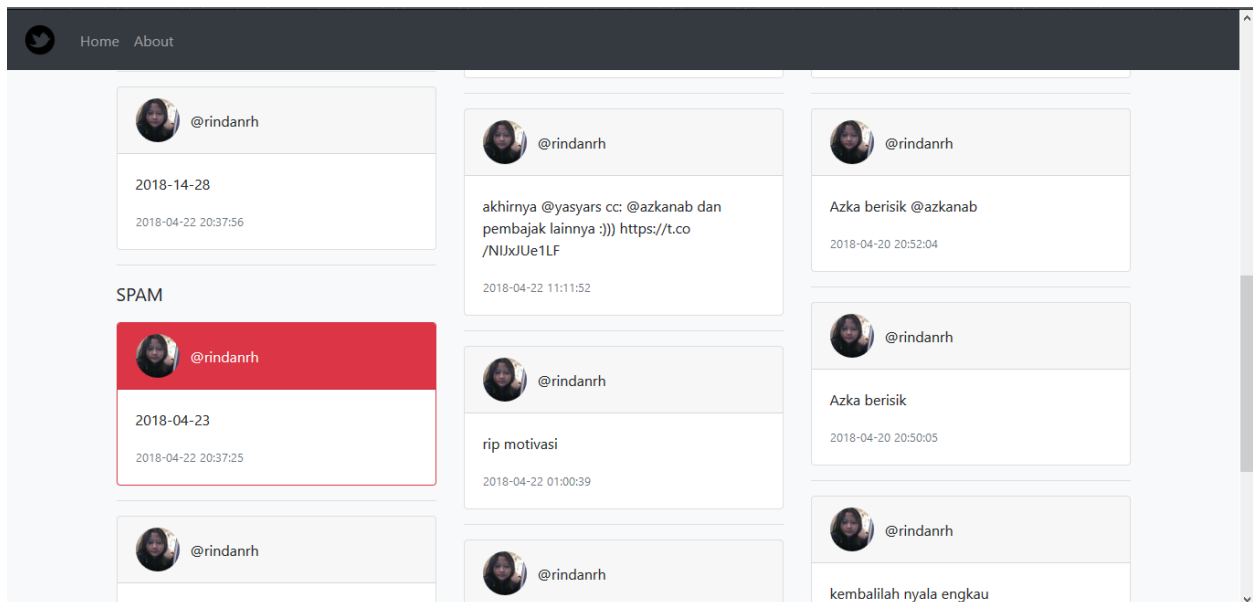 Home About
@rindanrh
2018-14-28
2018-04-22 20:37:56
SPAM
@rindanrh
2018-04-23
2018-04-22 20:37:25
@rindanrh
@rindanrh
akhirnya @yasyars cc: @azkanab dan
pembajak lainnya :))) https://t.co
/NIJxJUe1LF
2018-04-22 11:11:52
@rindanrh
rip motivasi
2018-04-22 01:00:39
@rindanrh
@rindanrh
Azka berisik @azkanab
2018-04-20 20:52:04
@rindanrh
Azka berisik
2018-04-20 20:50:05
@rindanrh
kembalilah nyala engkau